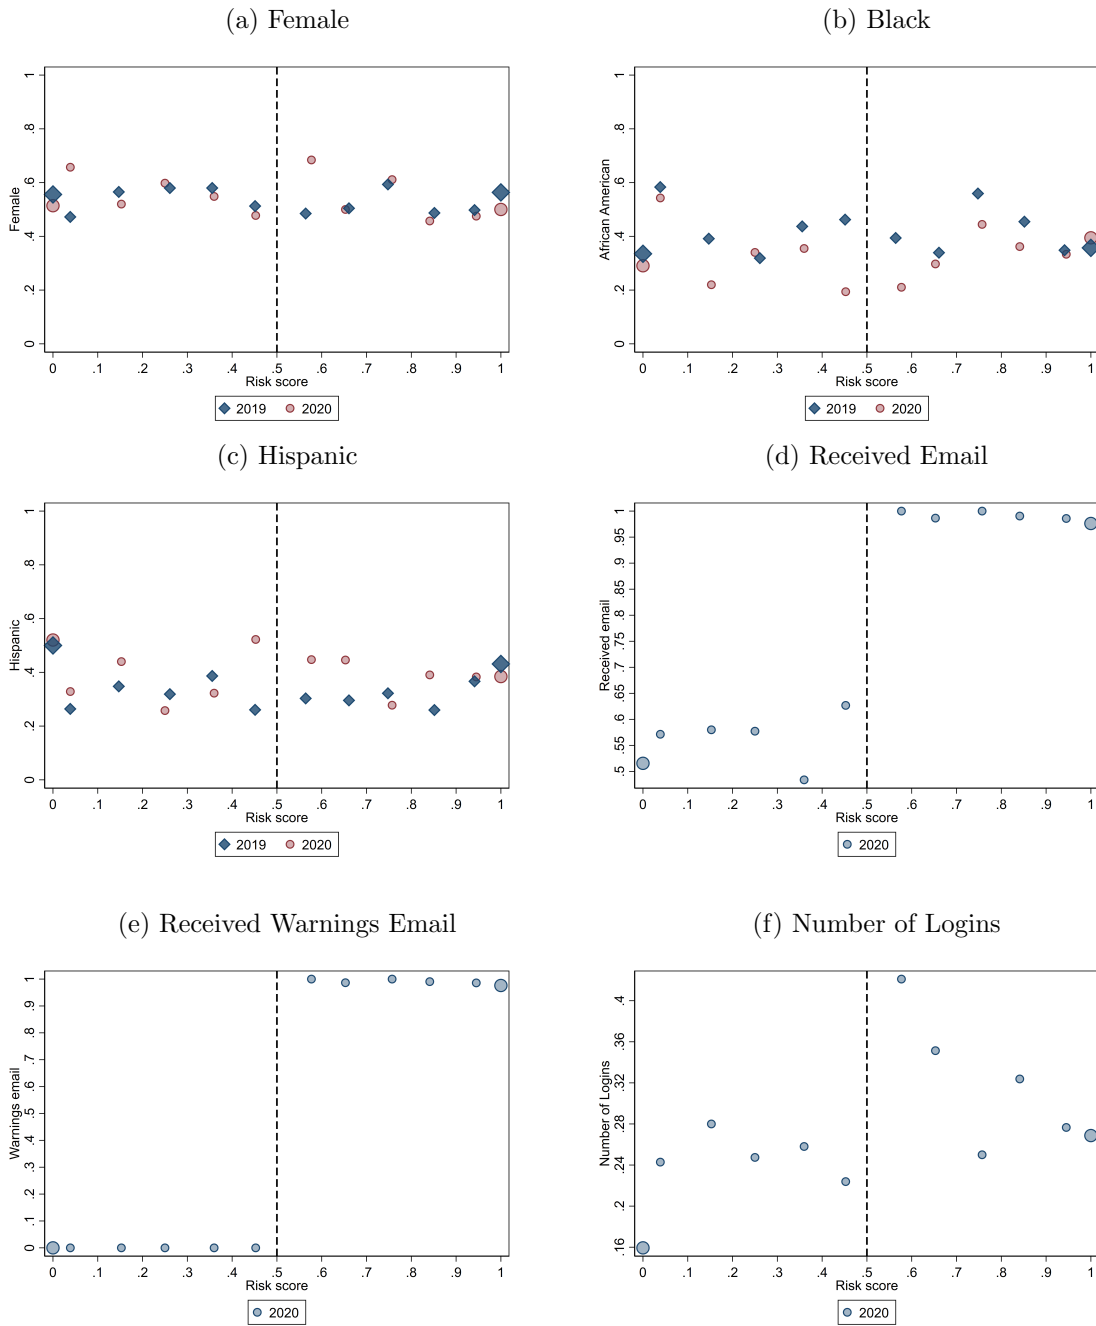 (a) Female
Female
1
.8
.6
.4
.2
0
0 .1 .2 .3 .4 .5 .6 .7 .8 .9 1
Risk score
2019 2020
(b) Black
African American
1
.8
.6
.4
.2
0
0 .1 .2 .3 .4 .5 .6 .7 .8 .9 1
Risk score
2019 2020
(c) Hispanic
Hispanic
1
.8
.6
.4
.2
0
0 .1 .2 .3 .4 .5 .6 .7 .8 .9 1
Risk score
2019 2020
(d) Received Email
Received email
1
.95
.9
.85
.8
.75
.7
.65
.6
.55
.5
0 .1 .2 .3 .4 .5 .6 .7 .8 .9 1
Risk score
2020
(e) Received Warnings Email
Warnings email
1
.9
.8
.7
.6
.5
.4
.3
.2
.1
0
0 .1 .2 .3 .4 .5 .6 .7 .8 .9 1
Risk score
2020
(f) Number of Logins
Number of Logins
.4
.36
.32
.28
.24
.2
.16
0 .1 .2 .3 .4 .5 .6 .7 .8 .9 1
Risk score
2020